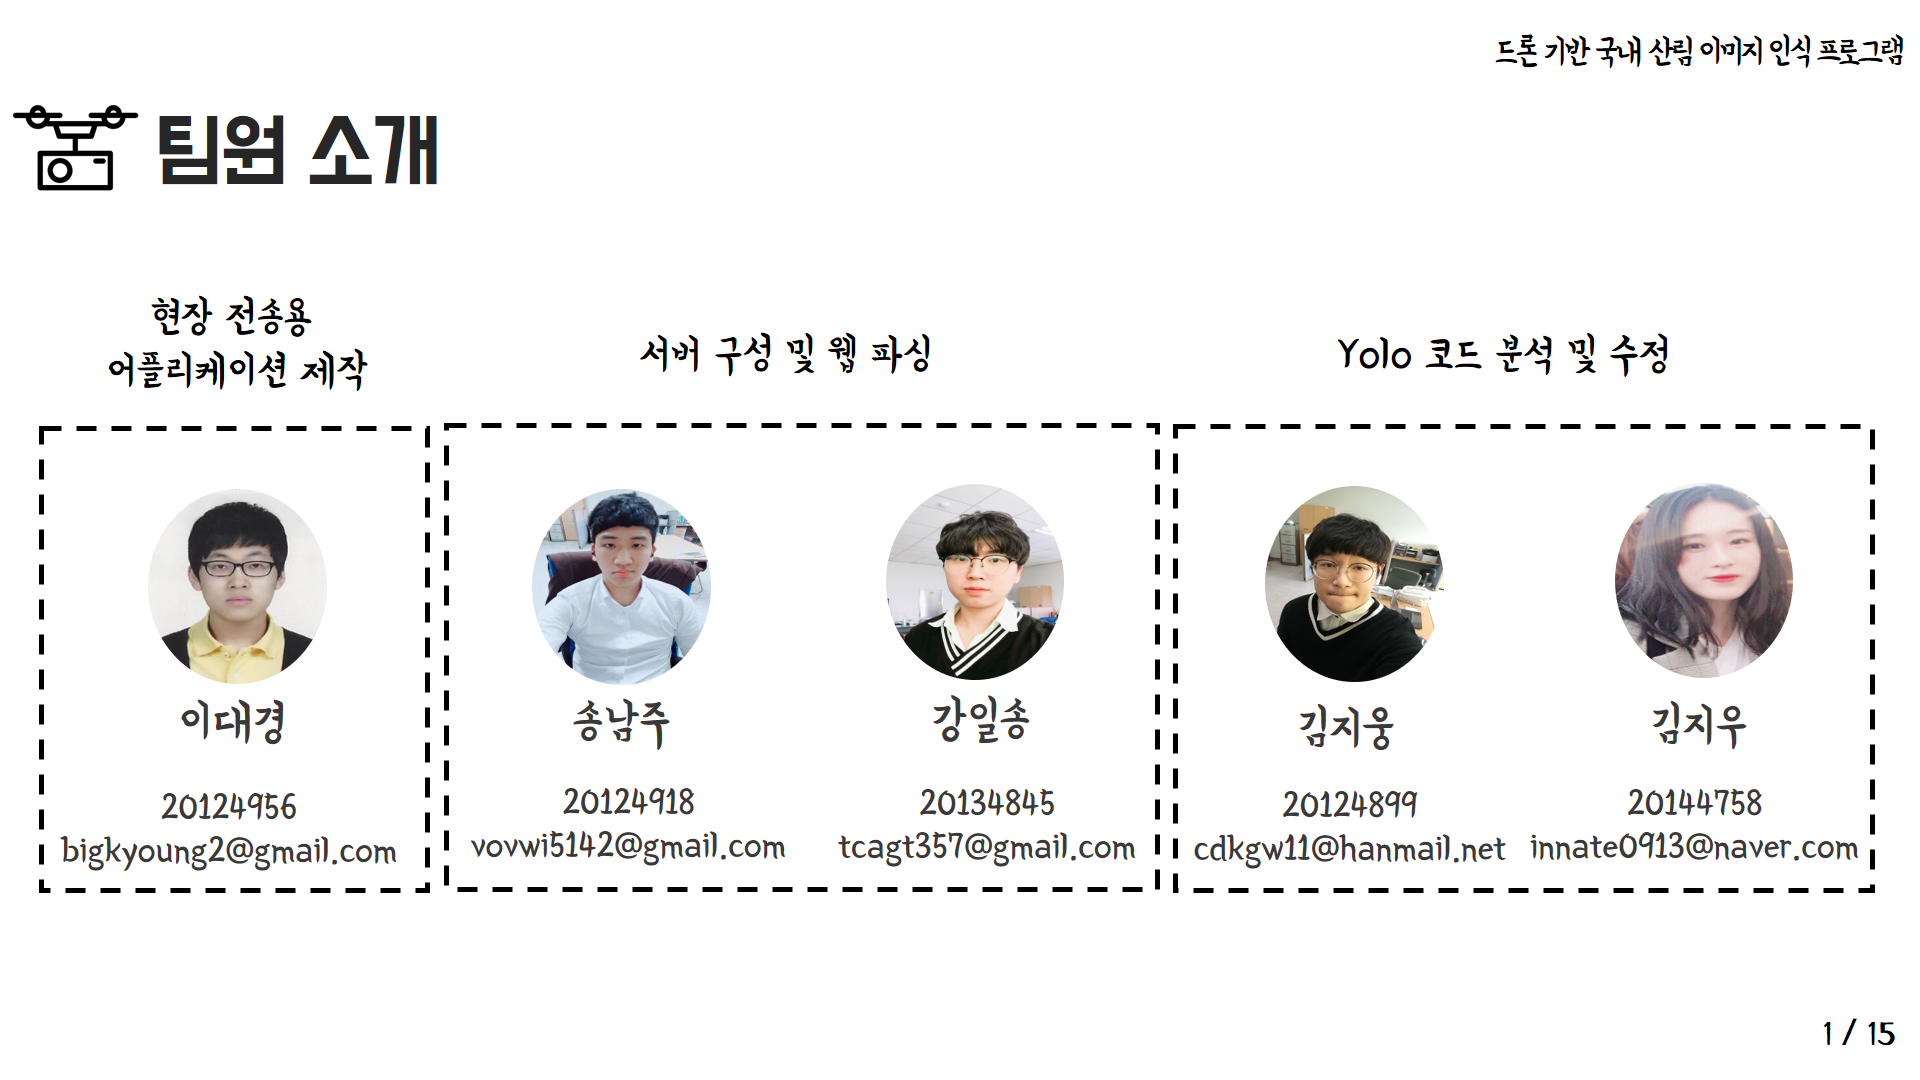 드론 기반 국내 산림 이미지 인식 프로그램
팀원 소개
현장 전송용
어플리케이션 제작
서버 구성 및 웹 파싱
Yolo 코드 분석 및 수정
이대경
20124956
bigkyoung2@gmail.com
송남주
20124918
vovwi5142@gmail.com
강일송
20134845
tcagt357@gmail.com
김지웅
20124899
cdkgw11@hanmail.net
김지우
20144758
innate0913@naver.com
1 / 15